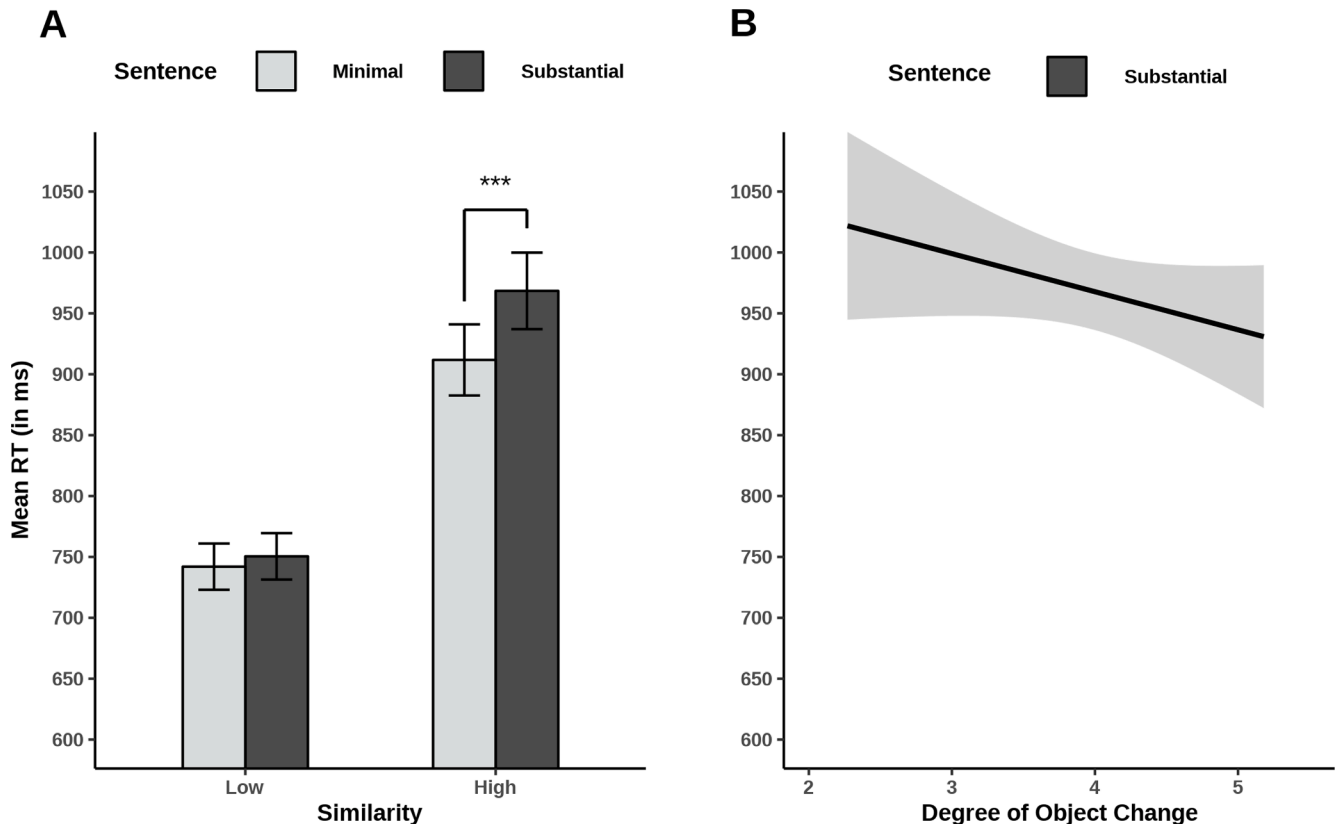 A
Sentence Minimal Substantial
Mean RT (in ms)
1050
1000
950
900
850
800
750
700
650
600
***
Low High
Similarity
B
Sentence Substantial
1050
1000
950
900
850
800
750
700
650
600
2 3 4 5
Degree of Object Change